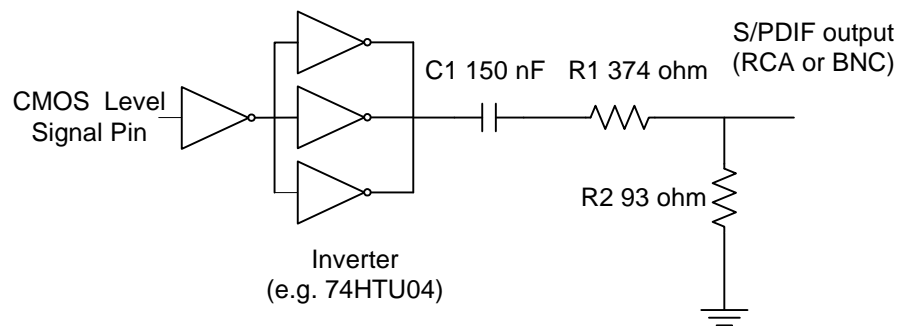 S/PDIF output
(RCA or BNC)
C1 150 nF
R1 374 ohm
CMOS Level
Signal Pin
R2 93 ohm
Inverter
(e.g. 74HTU04)